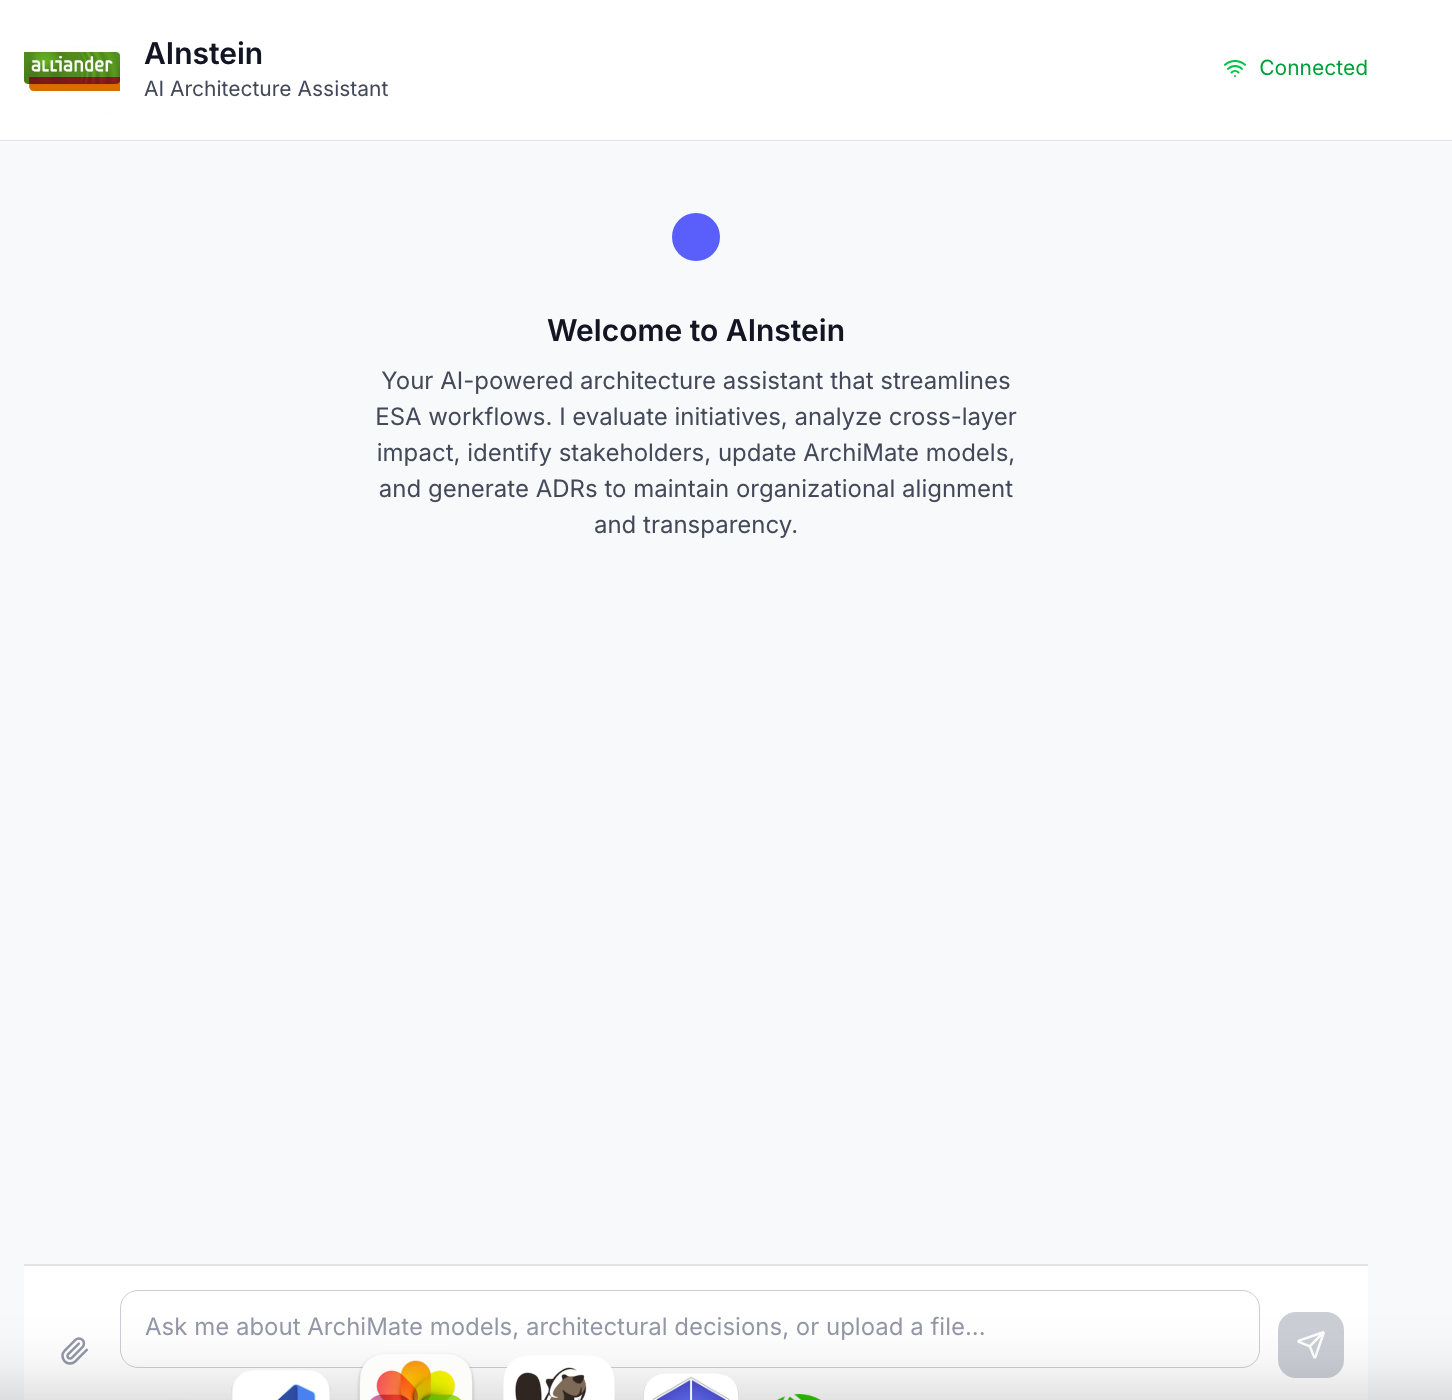 alliander
AInstein
AI Architecture Assistant
Connected
Welcome to AInstein
Your AI-powered architecture assistant that streamlines
ESA workflows. I evaluate initiatives, analyze cross-layer
impact, identify stakeholders, update ArchiMate models,
and generate ADRs to maintain organizational alignment
and transparency.
Ask me about ArchiMate models, architectural decisions, or upload a file...